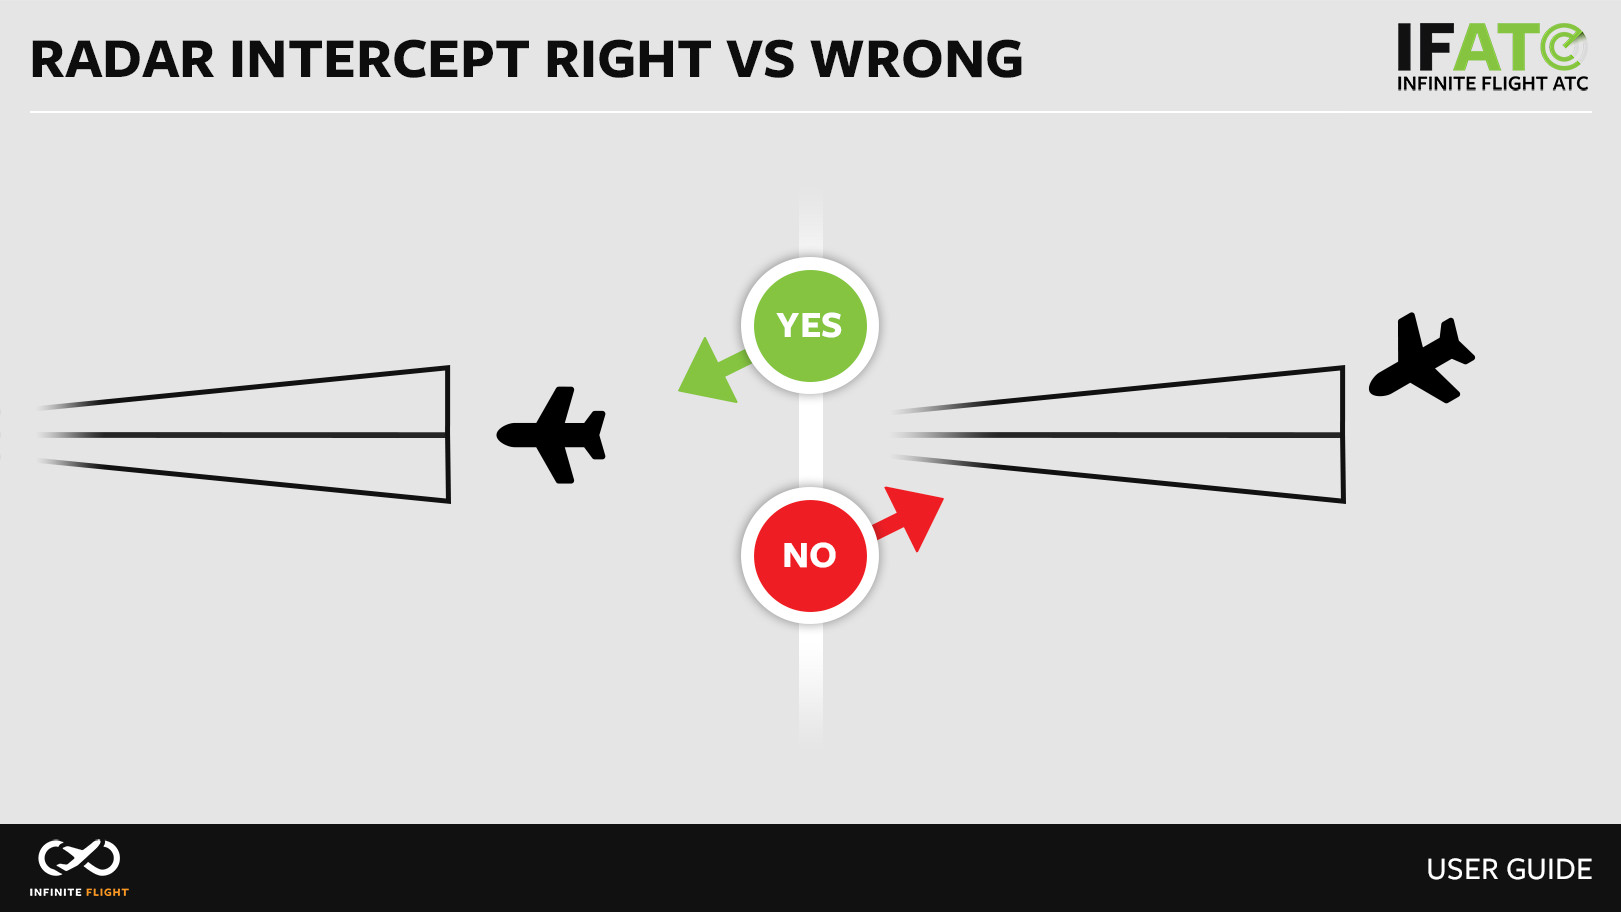 RADAR INTERCEPT RIGHT VS WRONG
IFATC
INFINITE FLIGHT ATC
YES
NO
INFINITE FLIGHT
USER GUIDE